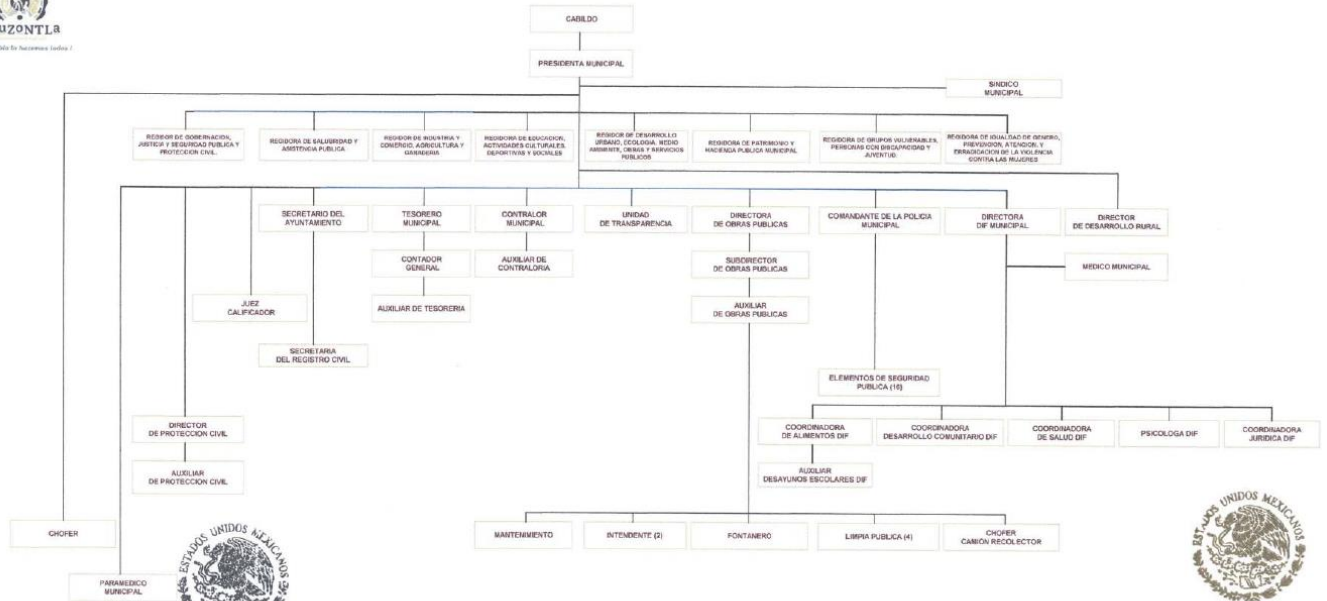 UZONTLa
CABILDO
PRESIDENTA MUNICIPAL
SINDICO
MUNICIPAL
REGIDOR DE GOBERNACION,
JUSTICIA Y SEGURIDAD PUBLICA Y
PROTECCION CIVIL.
REGIDORA DE SALUBRIDAD Y
ASISTENCIA PUBLICA
REGIDOR DE INDUSTRIA Y
COMERCIO, AGRICULTURA Y
GANADERIA
REGIDORA DE EDUCACION,
ACTIVIDADES CULTURALES,
DEPORTIVAS Y SOCIALES
REGIDOR DE DESARROLLO
URBANO, ECOLOGIA, MEDIO
AMBIENTE, OBRAS Y SERVICIOS
PUBLICOS
REGIDORA DE PATRIMONIO Y
HACIENDA PUBLICA MUNICIPAL
REGIDORA DE GRUPOS VULNERABLES,
PERSONAS CON DISCAPACIDAD Y
JUVENTUD.
REGIDORA DE IGUALDAD DE GENERO,
PREVENCION, ATENCION, Y
ERRADICACION DE LA VIOLENCIA
CONTRA LAS MUJERES
SECRETARIO DEL
AYUNTAMIENTO
TESORERO
MUNICIPAL
CONTRALOR
MUNICIPAL
UNIDAD
DE TRANSPARENCIA
DIRECTORA
DE OBRAS PUBLICAS
COMANDANTE DE LA POLICIA
MUNICIPAL
DIRECTORA
DIF MUNICIPAL
DIRECTOR
DE DESARROLLO RURAL
CONTADOR
GENERAL
AUXILIAR DE
CONTRALORIA
SUBDIRECTOR
DE OBRAS PUBLICAS
MEDICO MUNICIPAL
JUEZ
CALIFICADOR
AUXILIAR DE TESORERIA
AUXILIAR
DE OBRAS PUBLICAS
SECRETARIA
DEL REGISTRO CIVIL
ELEMENTOS DE SEGURIDAD
PUBLICA (10)
DIRECTOR
DE PROTECCION CIVIL
COORDINADORA
DE ALIMENTOS DIF
COORDINADORA
DESARROLLO COMUNITARIO DIF
COORDINADORA
DE SALUD DIF
PSICOLOGA DIF
COORDINADORA
JURIDICA DIF
AUXILIAR
DE PROTECCION CIVIL
AUXILIAR
DESAYUNOS ESCOLARES DIF
CHOFER
MANTENIMIENTO
INTENDENTE (2)
FONTANERO
LIMPIA PUBLICA (4)
CHOFER
CAMION RECOLECTOR
PARAMEDICO
MUNICIPAL
ESTADOS UNIDOS MEXICANOS
UNIDOS MEXICANOS